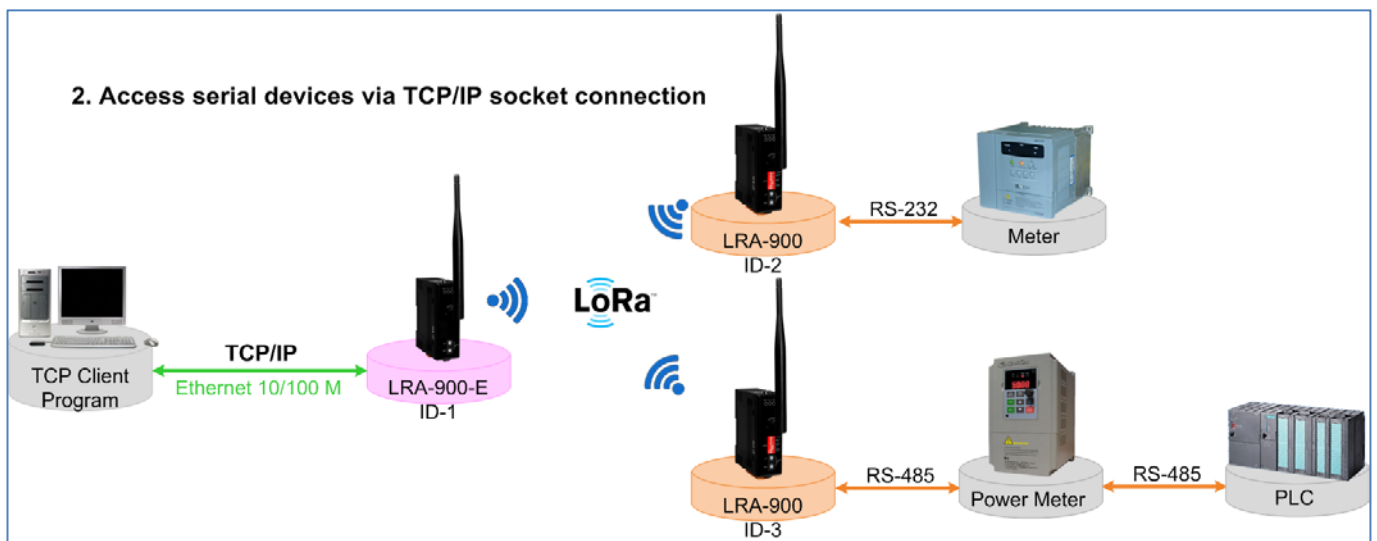 2. Access serial devices via TCP/IP socket connection
LRA-900
ID-2
RS-232
Meter
LoRa™
TCP Client
Program
TCP/IP
Ethernet 10/100 M
LRA-900-E
ID-1
LRA-900
ID-3
RS-485
Power Meter
RS-485
PLC